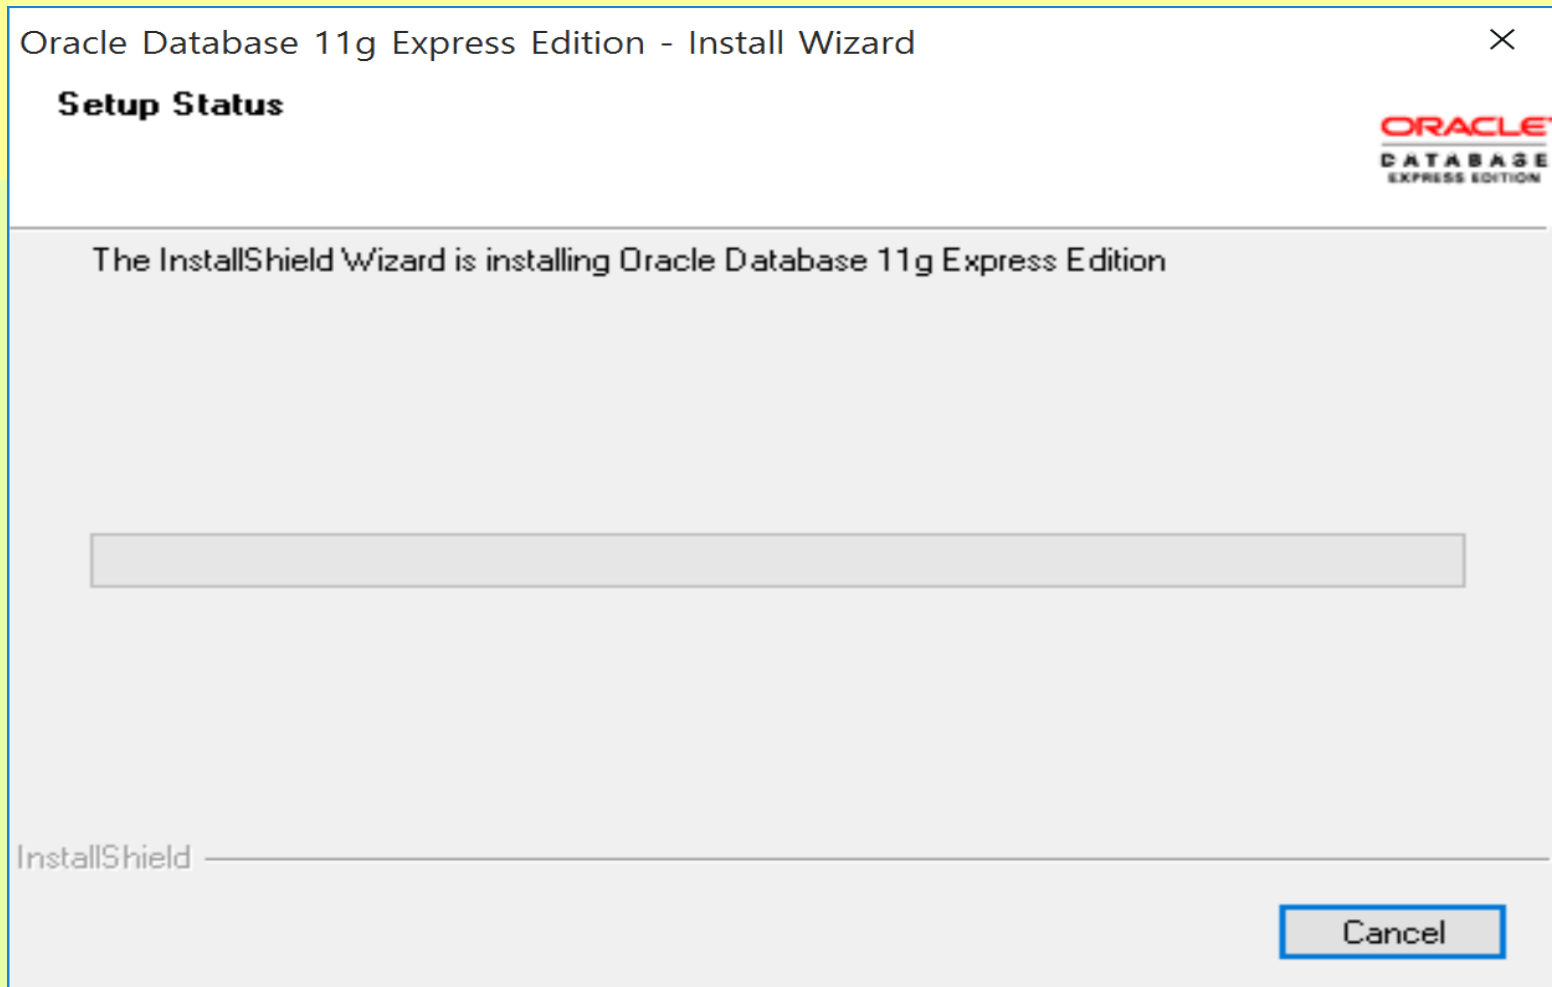 Oracle Database 11g Express Edition - Install Wizard
Setup Status
ORACLE
DATABASE
EXPRESS EDITION
The InstallShield Wizard is installing Oracle Database 11g Express Edition
InstallShield
Cancel